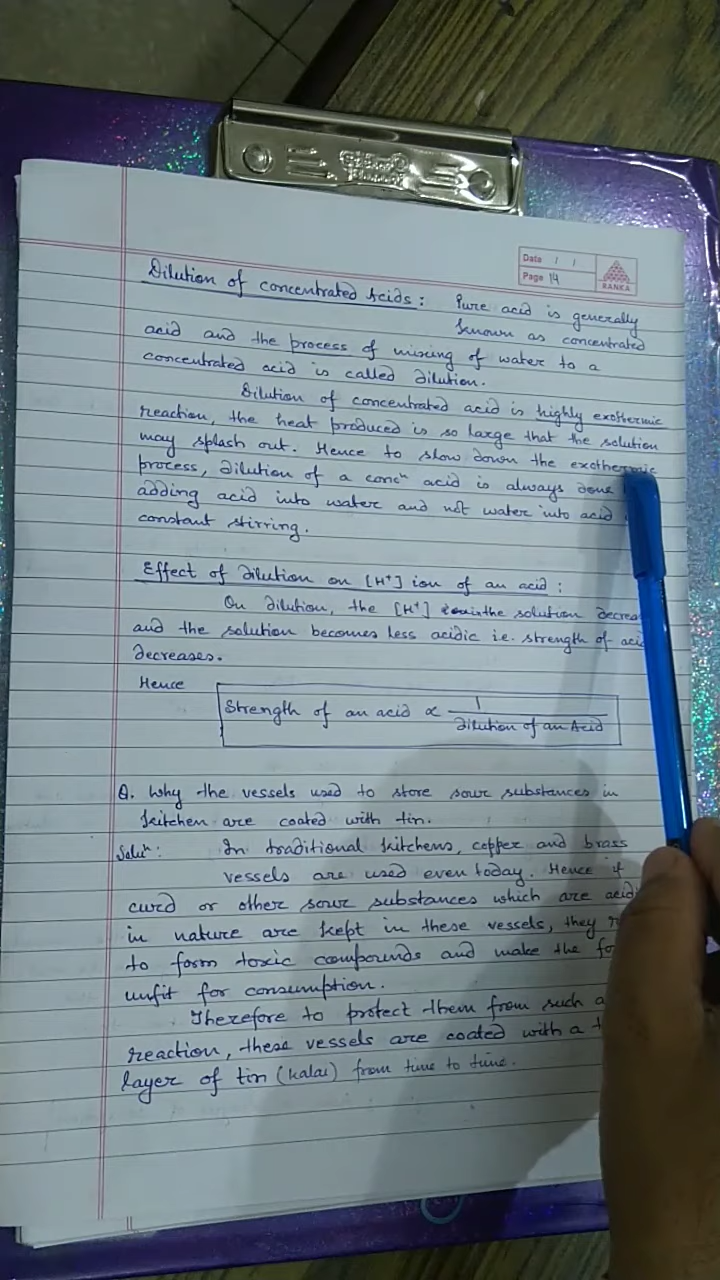 Date / /
Page 14
RANKA
Dilution of concentrated Acids : Pure acid is generally
known as concentrated
acid and the process of mixing of water to a
concentrated acid is called dilution.
Dilution of concentrated acid is highly exothermic
reaction, the heat produced is so large that the solution
may splash out. Hence to slow down the exothermic
process, dilution of a concn acid is always done
adding acid into water and not water into acid
constant stirring.
Effect of dilution on [H+] ion of an acid :
On dilution, the [H+] in the solution
and the solution becomes less acidic i.e. strength of
decreases.
Hence
Strength of an acid ∝ 1
dilution of an Acid
Q. Why the vessels used to store sour substances in
kitchen are coated with tin.
Solun: In traditional kitchens, copper and brass
vessels are used even today. Hence if
curd or other sour substances which are
in nature are kept in these vessels, they
to form toxic compounds and make the
unfit for consumption.
Therefore to protect them from such a
reaction, these vessels are coated with a
layer of tin (kalai) from time to time.